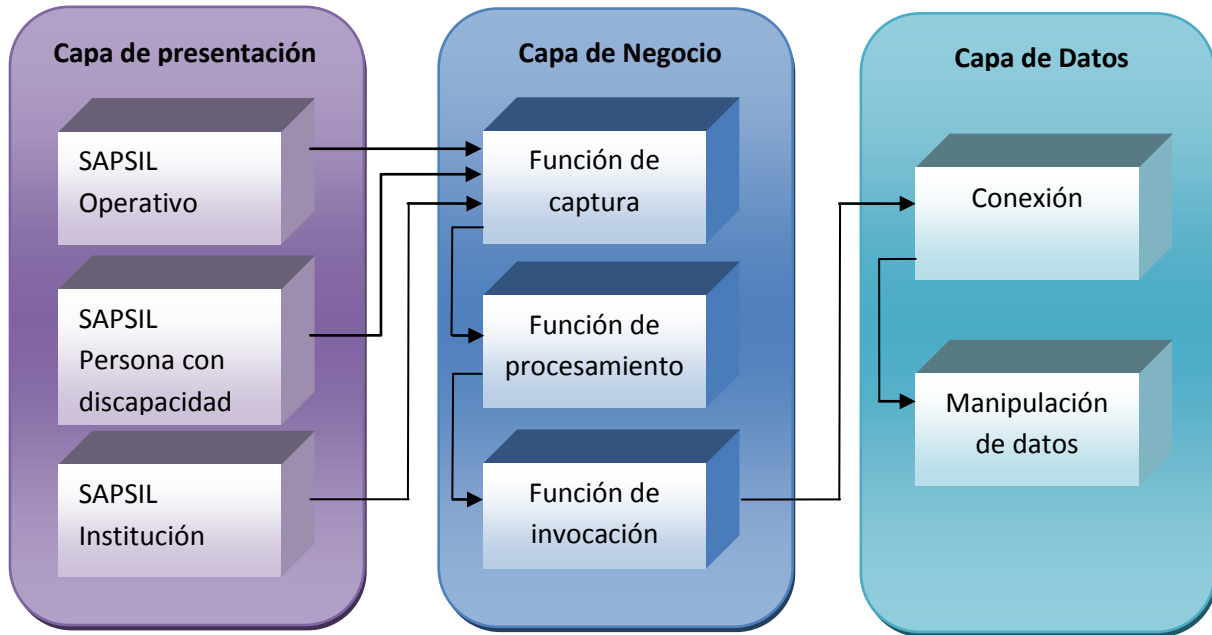 Capa de presentación
SAPSIL
Operativo
SAPSIL
Persona con
discapacidad
SAPSIL
Institución
Capa de Negocio
Función de
captura
Función de
procesamiento
Función de
invocación
Capa de Datos
Conexión
Manipulación
de datos